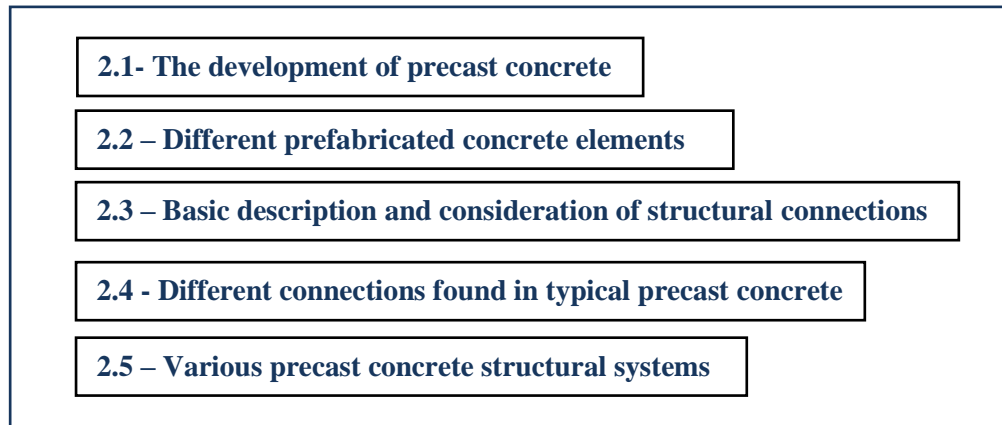 2.1- The development of precast concrete
2.2 – Different prefabricated concrete elements
2.3 – Basic description and consideration of structural connections
2.4 - Different connections found in typical precast concrete
2.5 – Various precast concrete structural systems